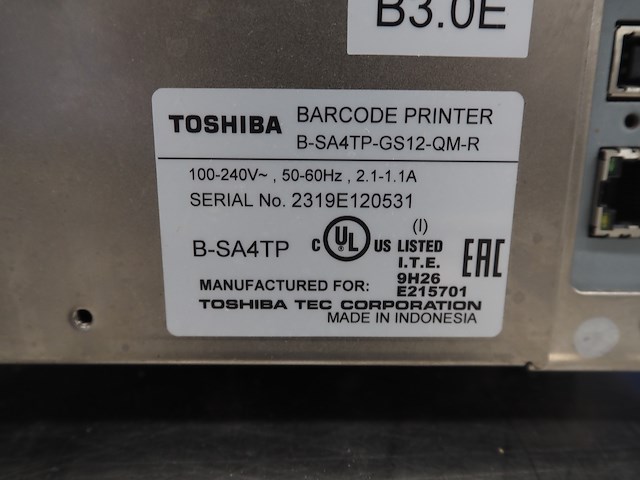 B3.0E
TOSHIBA BARCODE PRINTER
B-SA4TP-GS12-QM-R
100-240V~ , 50-60Hz , 2.1-1.1A
SERIAL No. 2319E120531
B-SA4TP
C UL US LISTED
(I)
I.T.E.
9H26
E215701
EAC
MANUFACTURED FOR:
TOSHIBA TEC CORPORATION
MADE IN INDONESIA